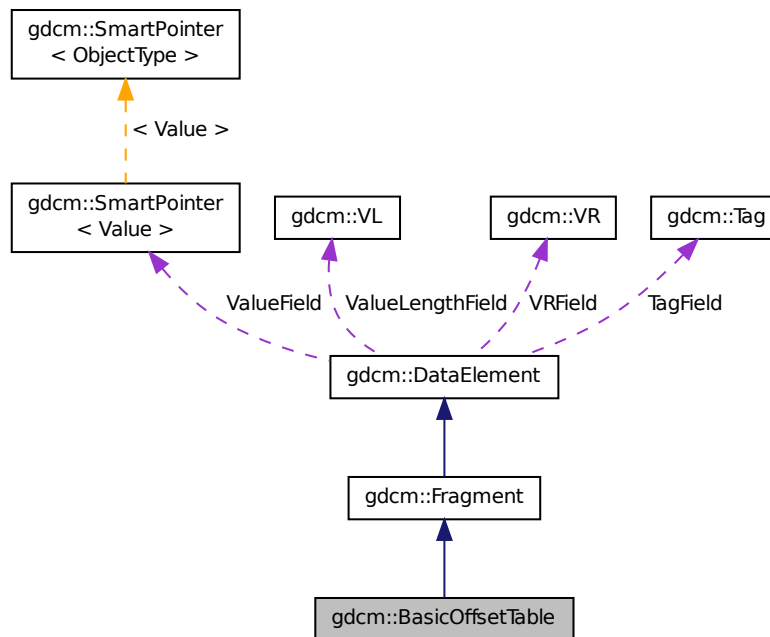 gdcm::SmartPointer
< ObjectType >
< Value >
gdcm::SmartPointer
< Value >
gdcm::VL
gdcm::VR
gdcm::Tag
ValueField
ValueLengthField
VRField
TagField
gdcm::DataElement
gdcm::Fragment
gdcm::BasicOffsetTable